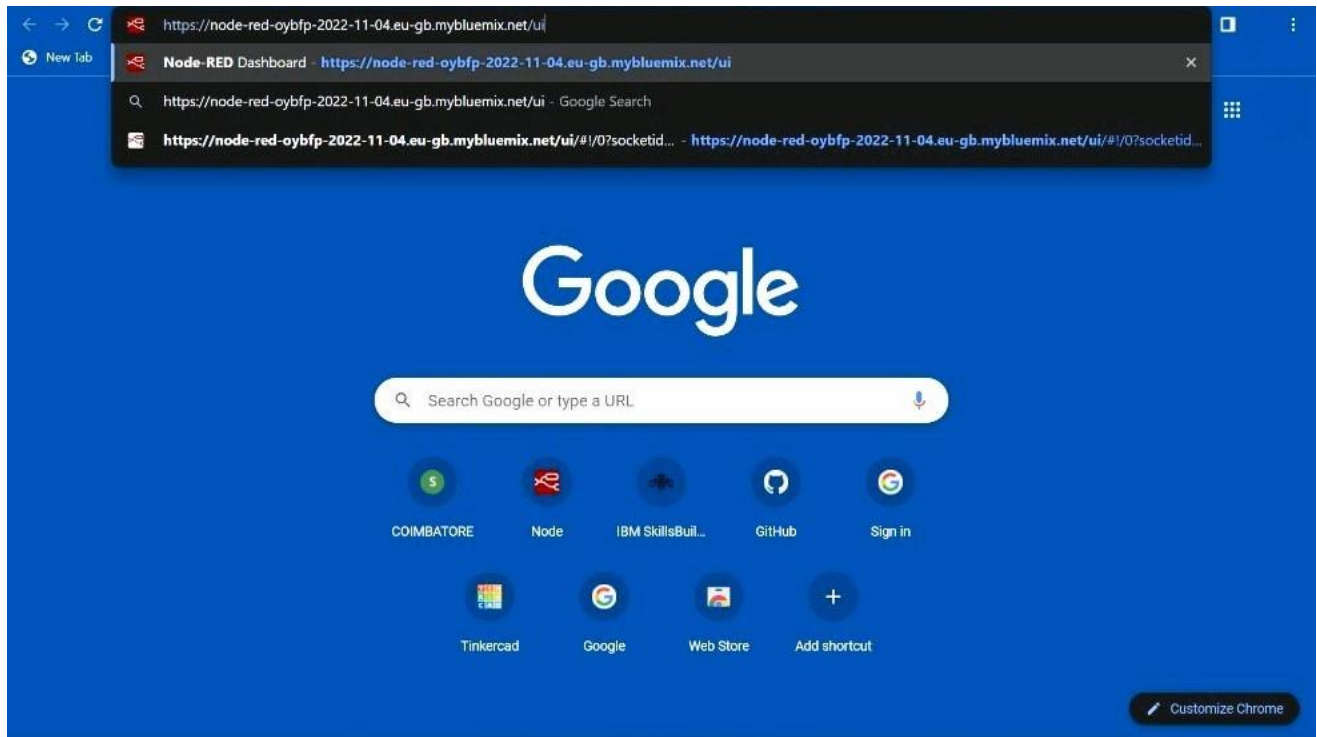 https://node-red-oybfp-2022-11-04.eu-gb.mybluemix.net/ui
New Tab
Node-RED Dashboard - https://node-red-oybfp-2022-11-04.eu-gb.mybluemix.net/ui
https://node-red-oybfp-2022-11-04.eu-gb.mybluemix.net/ui - Google Search
https://node-red-oybfp-2022-11-04.eu-gb.mybluemix.net/ui/#!/0?socketid... - https://node-red-oybfp-2022-11-04.eu-gb.mybluemix.net/ui/#!/0?socketid...
Google
Search Google or type a URL
S
COIMBATORE Node IBM SkillsBuil... GitHub Sign in
Tinkercad Google Web Store Add shortcut
Customize Chrome